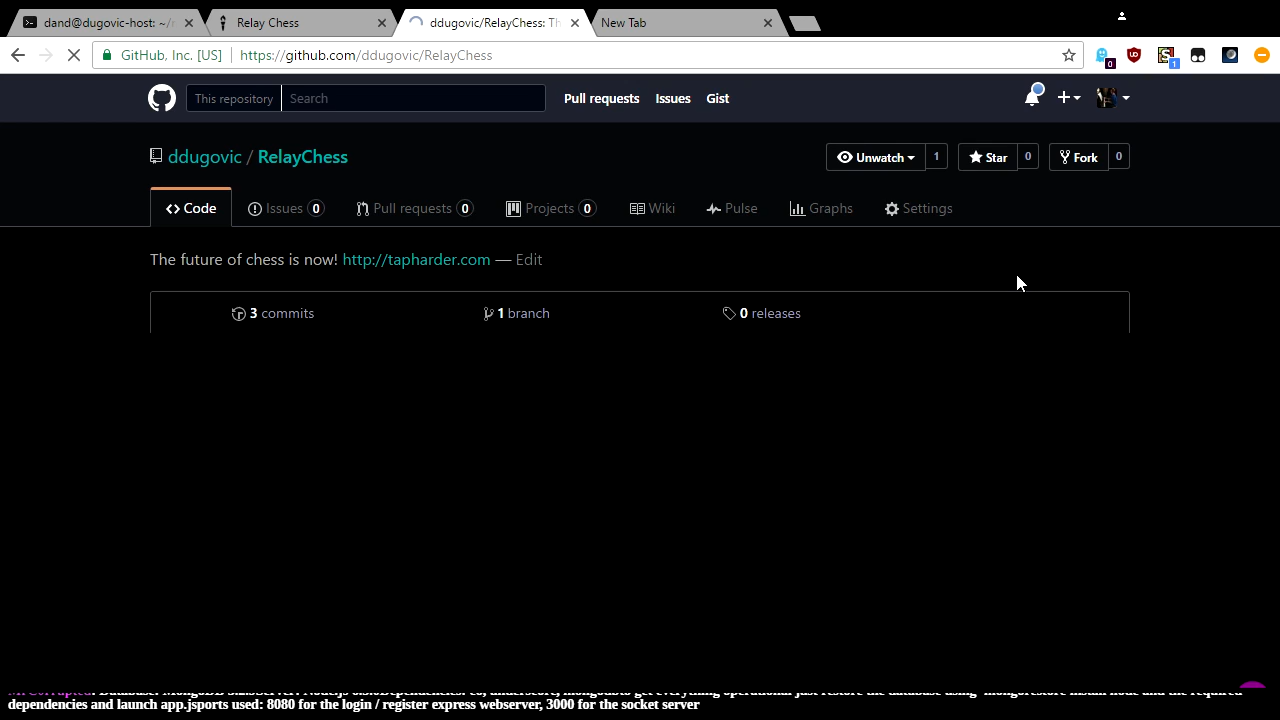 dand@dugovic-host: ~/r
Relay Chess
ddugovic/RelayChess: Th
New Tab
GitHub, Inc. [US]
https://github.com/ddugovic/RelayChess
0
1
This repository
Search
Pull requests
Issues
Gist
ddugovic / RelayChess
Unwatch 1
Star 0
Fork 0
Code
Issues 0
Pull requests 0
Projects 0
Wiki
Pulse
Graphs
Settings
The future of chess is now! http://tapharder.com — Edit
3 commits
1 branch
0 releases
dependencies and launch app.jsports used: 8080 for the login / register express webserver, 3000 for the socket server